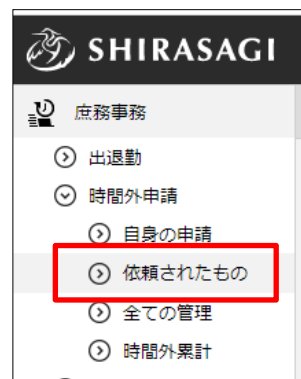 SHIRASAGI
庶務事務
出退勤
時間外申請
自身の申請
依頼されたもの
全ての管理
時間外累計